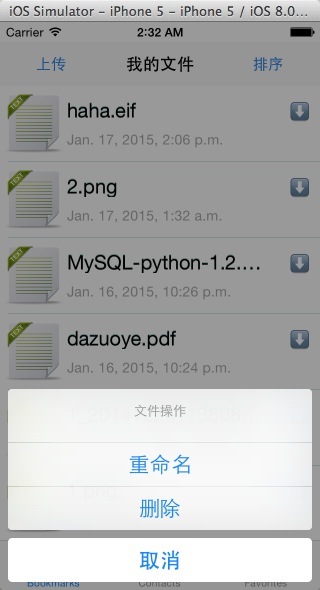 iOS Simulator – iPhone 5 – iPhone 5 / iOS 8.0...
Carrier 2:32 AM
上传 我的文件 排序
TEXT
haha.eif
Jan. 17, 2015, 2:06 p.m.
TEXT
2.png
Jan. 17, 2015, 1:32 a.m.
TEXT
MySQL-python-1.2....
Jan. 16, 2015, 10:26 p.m.
TEXT
dazuoye.pdf
Jan. 16, 2015, 10:24 p.m.
文件操作
重命名
删除
取消
Bookmarks Contacts Favorites